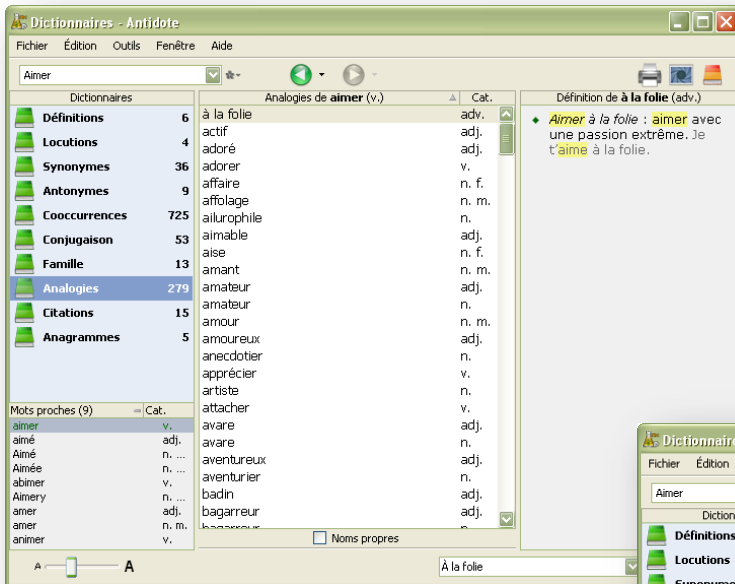 Dictionnaires - Antidote
Fichier Édition Outils Fenêtre Aide
Aimer
Dictionnaires
Définitions 6
Locutions 4
Synonymes 36
Antonymes 9
Cooccurrences 725
Conjugaison 53
Famille 13
Analogies 279
Citations 15
Anagrammes 5
Mots proches (9) Cat.
aimer v.
aimé adj.
Aimé n. ...
Aimée n. ...
abimer v.
Aimery n. ...
amer adj.
amer n. m.
animer v.
A A
Analogies de aimer (v.) Cat.
à la folie adv.
actif adj.
adoré adj.
adorer v.
affaire n. f.
affolage n. m.
ailurophile n.
aimable adj.
aise n. f.
amant n. m.
amateur adj.
amateur n.
amour n. m.
amoureux adj.
anecdotier n.
apprécier v.
artiste n.
attacher v.
avare adj.
avare n.
aventureux adj.
aventurier n.
badin adj.
bagarreur adj.
bagarreur n.
Noms propres
Définition de à la folie (adv.)
Aimer à la folie : aimer avec
une passion extrême. Je
t'aime à la folie.
À la folie
Dictionnaire
Fichier Édition
Aimer
Diction
Définitions
Locutions
Synonyme